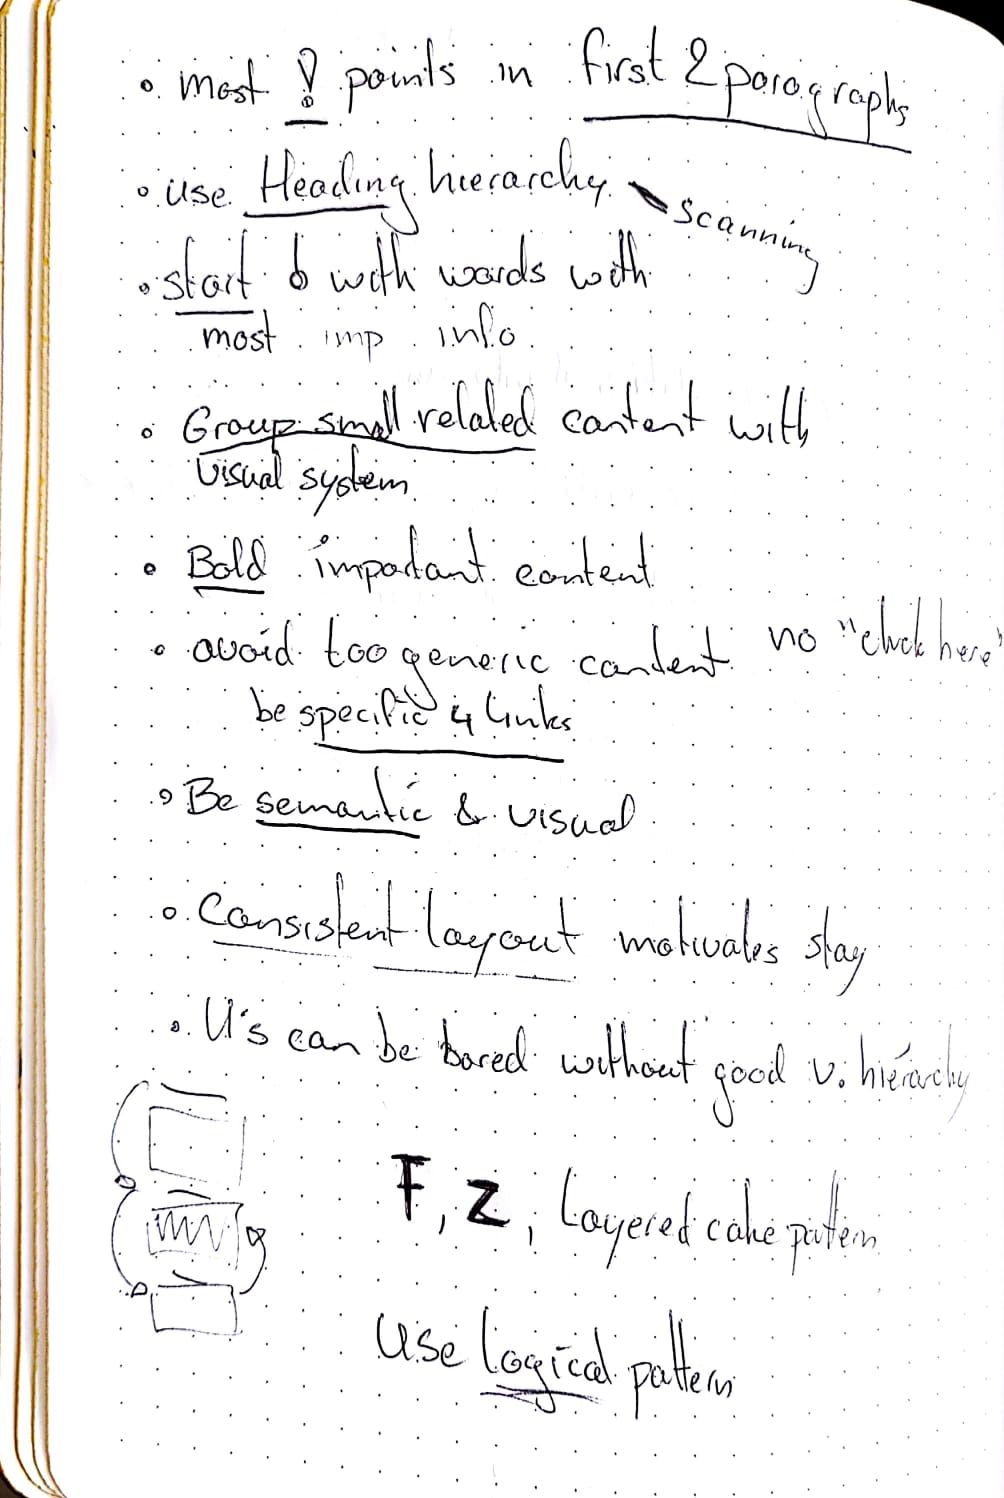 most ! points in first 2 paragraphs
use Heading hierarchy scanning
start with words with
most imp info
Group small related content with
visual system
Bold important content
avoid too generic content no "click here"
be specific 4 links
Be semantic & visual
Consistent layout motivates stay
U's can be bored without good v. hierarchy
F, Z, Layered cake pattern
Use logical pattern